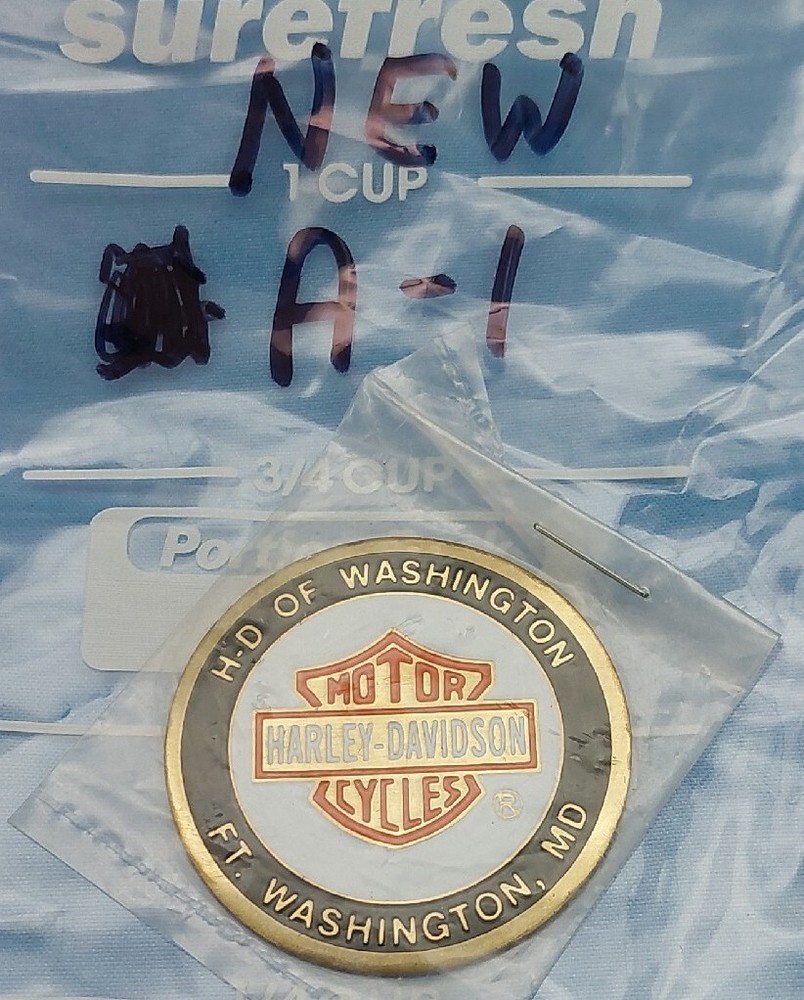 surefresh
NEW
1 CUP
A-1
3/4 CUP
H-D OF WASHINGTON
MOTOR
HARLEY-DAVIDSON
CYCLES
®
FT. WASHINGTON, MD